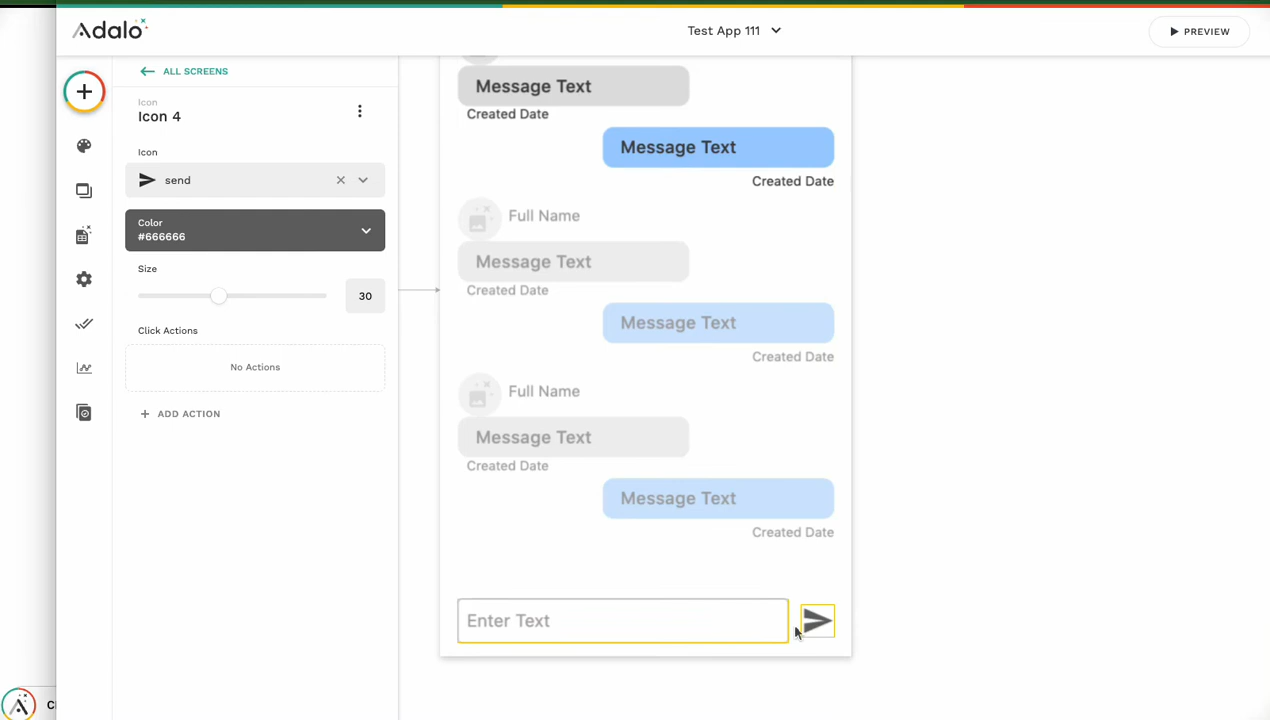 Adalo
Test App 111
PREVIEW
ALL SCREENS
Icon
Icon 4
Icon
send
Color
#666666
Size
30
Click Actions
No Actions
ADD ACTION
Message Text
Created Date
Message Text
Created Date
Full Name
Message Text
Created Date
Message Text
Created Date
Full Name
Message Text
Created Date
Message Text
Created Date
Enter Text